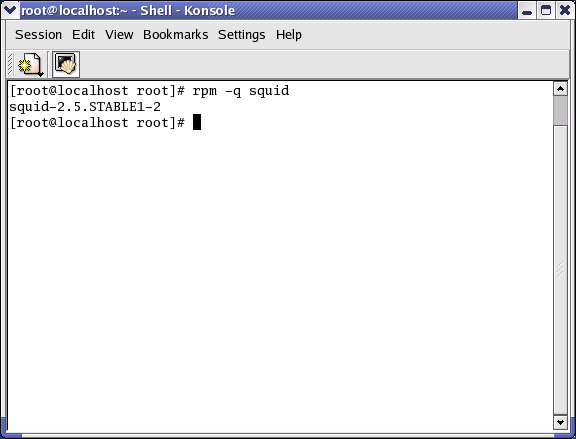 root@localhost:~ - Shell - Konsole
Session Edit View Bookmarks Settings Help
[root@localhost root]# rpm -q squid
squid-2.5.STABLE1-2
[root@localhost root]#